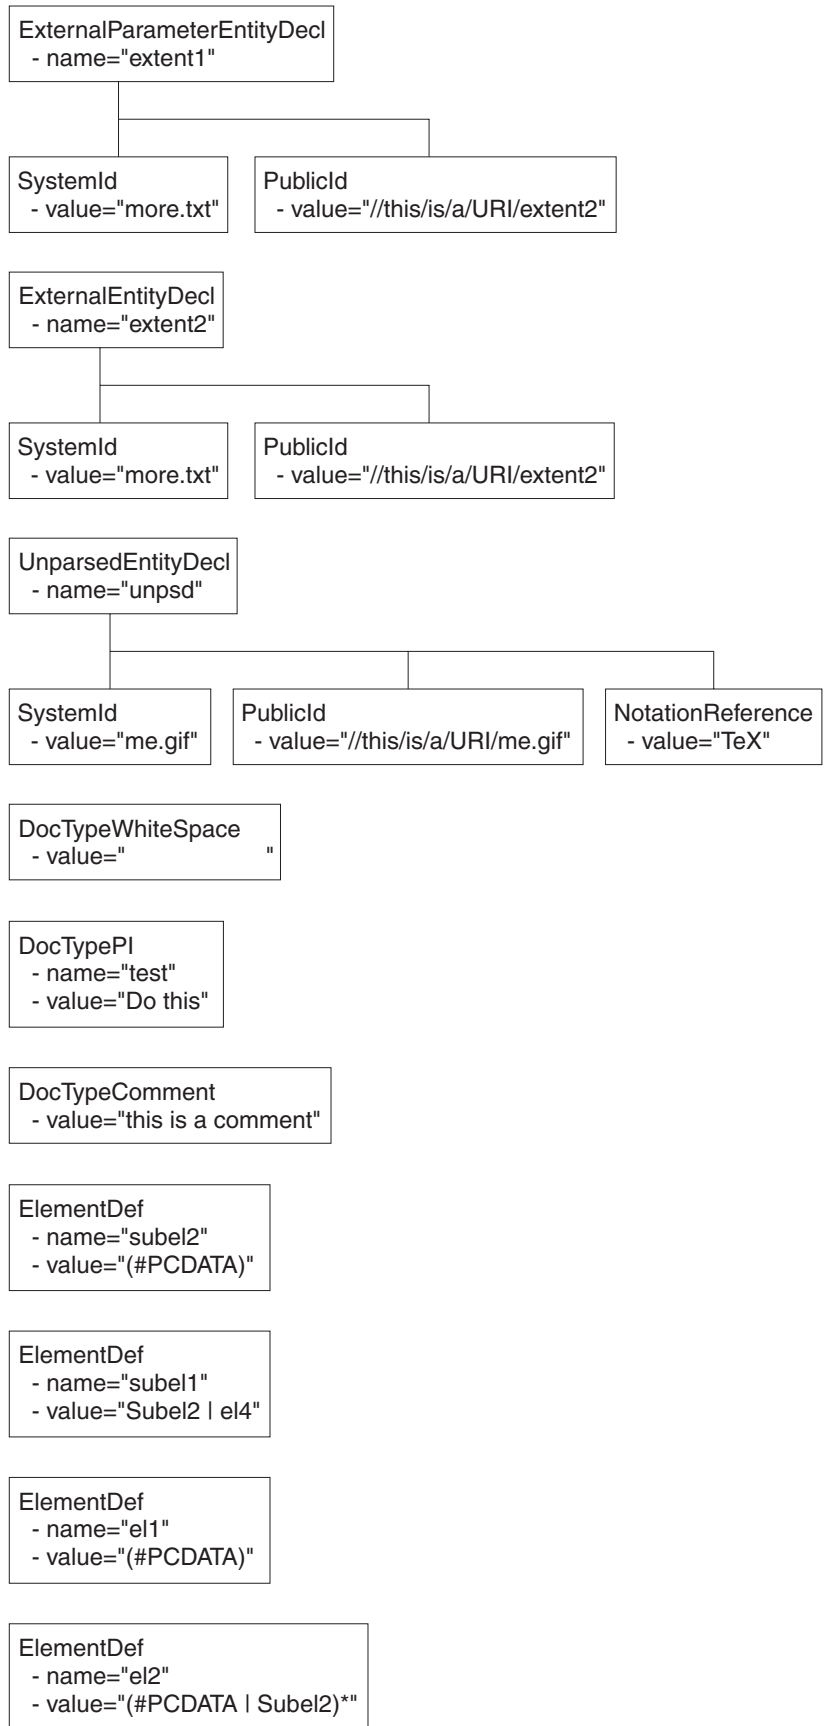 ExternalParameterEntityDecl
- name="extent1"
SystemId
- value="more.txt"
PublicId
- value="//this/is/a/URI/extent2"
ExternalEntityDecl
- name="extent2"
SystemId
- value="more.txt"
PublicId
- value="//this/is/a/URI/extent2"
UnparsedEntityDecl
- name="unpsd"
SystemId
- value="me.gif"
PublicId
- value="//this/is/a/URI/me.gif"
NotationReference
- value="TeX"
DocTypeWhiteSpace
- value="                    "
DocTypePI
- name="test"
- value="Do this"
DocTypeComment
- value="this is a comment"
ElementDef
- name="subel2"
- value="(#PCDATA)"
ElementDef
- name="subel1"
- value="Subel2 | el4"
ElementDef
- name="el1"
- value="(#PCDATA)"
ElementDef
- name="el2"
- value="(#PCDATA | Subel2)*"